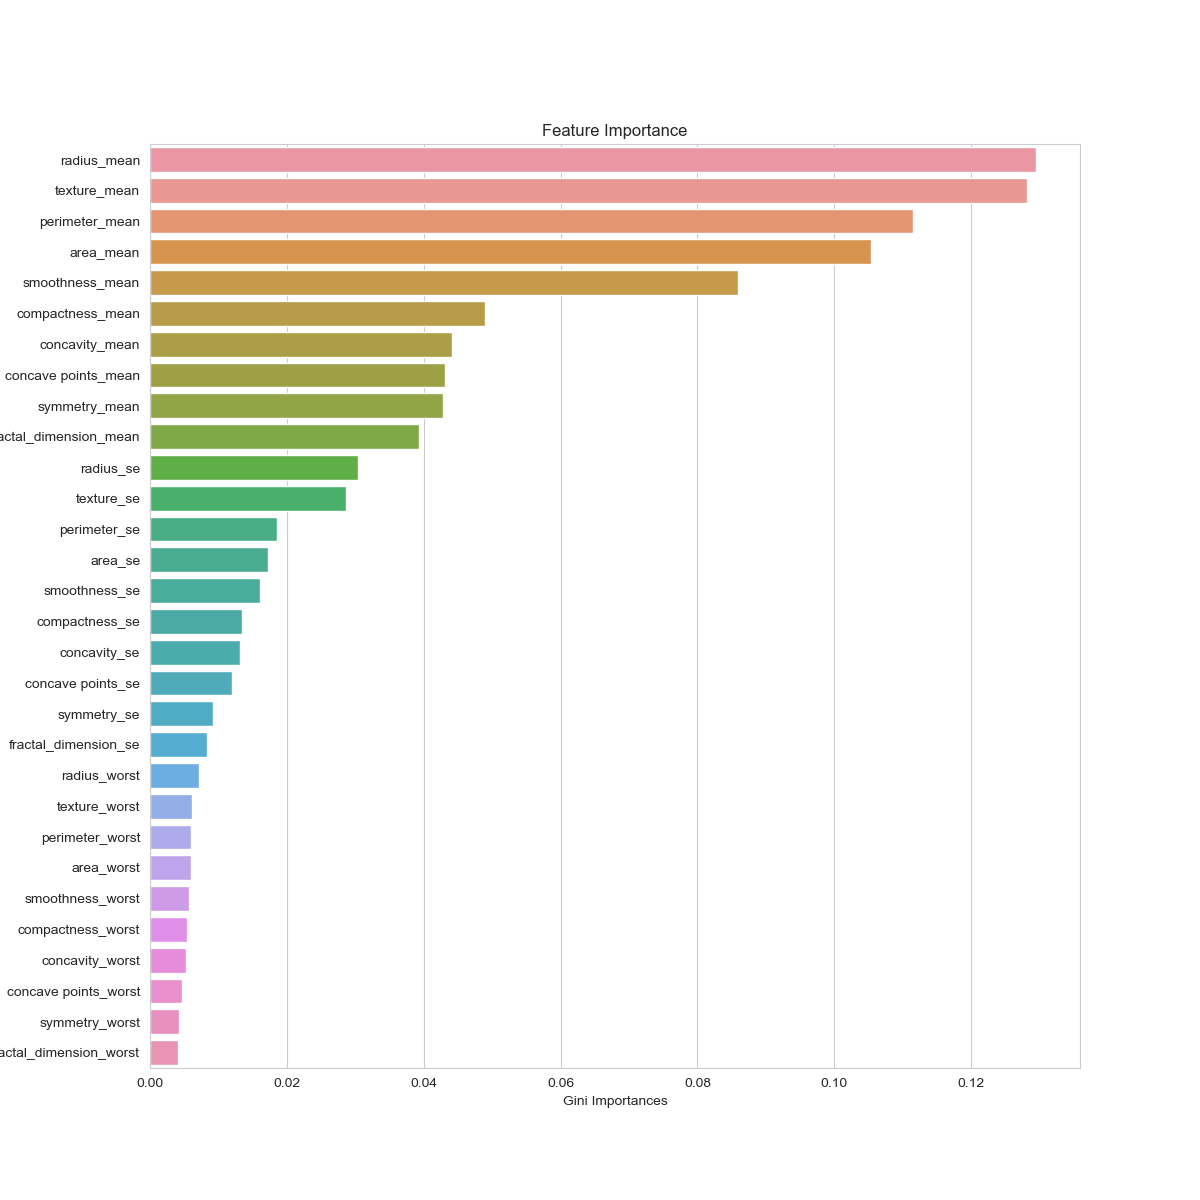 Feature Importance
radius_mean
texture_mean
perimeter_mean
area_mean
smoothness_mean
compactness_mean
concavity_mean
concave points_mean
symmetry_mean
actal_dimension_mean
radius_se
texture_se
perimeter_se
area_se
smoothness_se
compactness_se
concavity_se
concave points_se
symmetry_se
fractal_dimension_se
radius_worst
texture_worst
perimeter_worst
area_worst
smoothness_worst
compactness_worst
concavity_worst
concave points_worst
symmetry_worst
actal_dimension_worst
0.00 0.02 0.04 0.06 0.08 0.10 0.12
Gini Importances